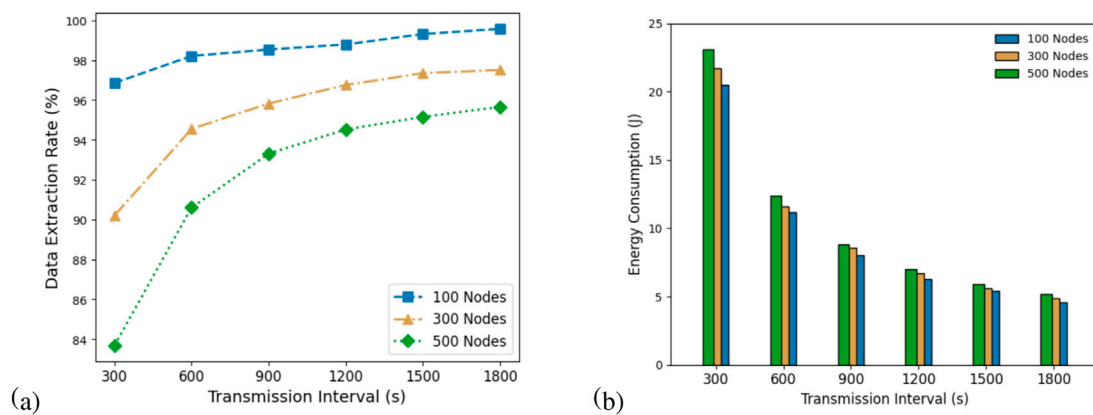 100
98
96
94
92
90
88
86
84
Data Extraction Rate (%)
100 Nodes
300 Nodes
500 Nodes
300 600 900 1200 1500 1800
Transmission Interval (s)
(a)
25
20
15
10
5
0
Energy Consumption (J)
100 Nodes
300 Nodes
500 Nodes
300 600 900 1200 1500 1800
Transmission Interval (s)
(b)